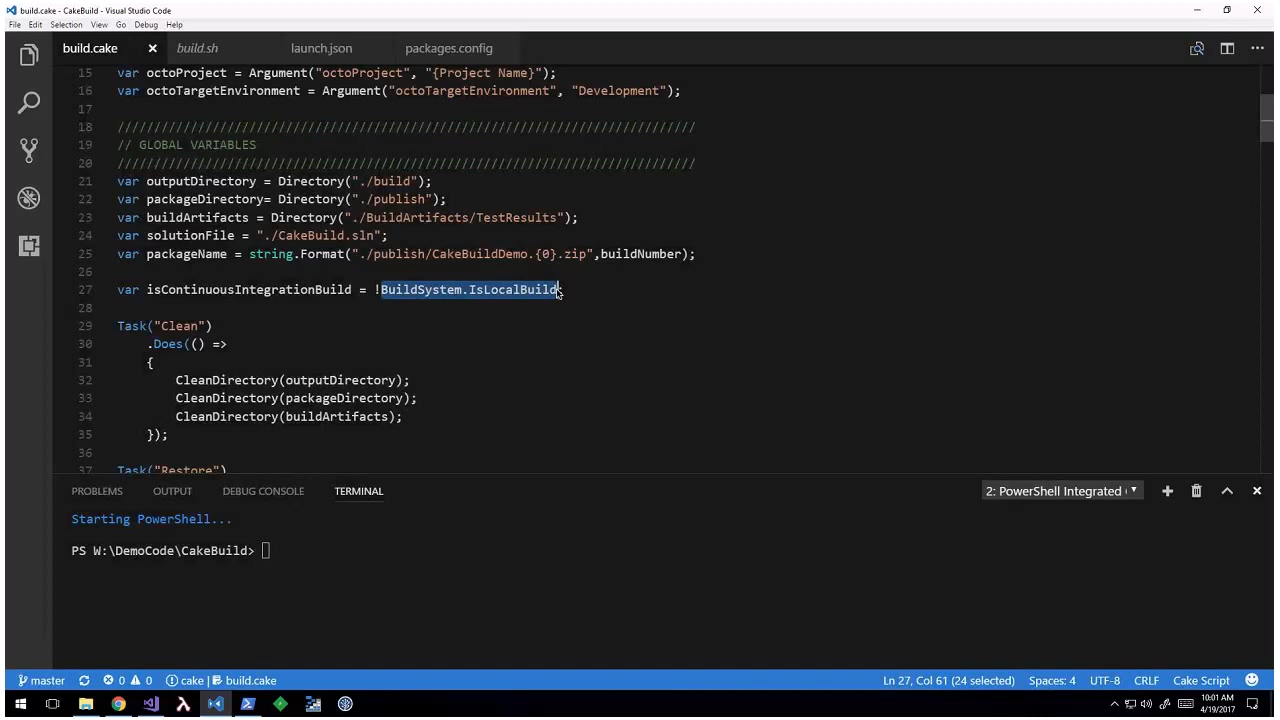 build.cake - CakeBuild - Visual Studio Code
File Edit Selection View Go Debug Help
build.cake build.sh launch.json packages.config
15 var octoProject = Argument("octoProject", "{Project Name}");
16 var octoTargetEnvironment = Argument("octoTargetEnvironment", "Development");
17
18 ///////////////////////////////////////////////////////////////////////////////
19 // GLOBAL VARIABLES
20 ///////////////////////////////////////////////////////////////////////////////
21 var outputDirectory = Directory("./build");
22 var packageDirectory= Directory("./publish");
23 var buildArtifacts = Directory("./BuildArtifacts/TestResults");
24 var solutionFile = "./CakeBuild.sln";
25 var packageName = string.Format("./publish/CakeBuildDemo.{0}.zip",buildNumber);
26
27 var isContinuousIntegrationBuild = !BuildSystem.IsLocalBuild;
28
29 Task("Clean")
30 .Does(() =>
31 {
32 CleanDirectory(outputDirectory);
33 CleanDirectory(packageDirectory);
34 CleanDirectory(buildArtifacts);
35 });
36
37 Task("Restore")
PROBLEMS OUTPUT DEBUG CONSOLE TERMINAL 2: PowerShell Integrated
Starting PowerShell...
PS W:\DemoCode\CakeBuild>
master 0 0 cake | build.cake Ln 27, Col 61 (24 selected) Spaces: 4 UTF-8 CRLF Cake Script
10:01 AM
4/19/2017